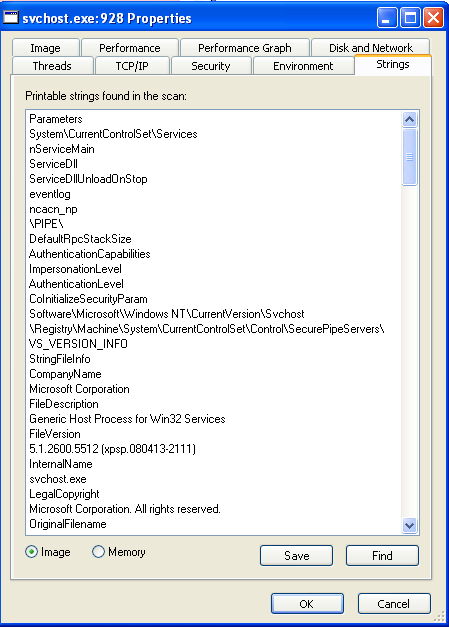 svchost.exe:928 Properties
Image Performance Performance Graph Disk and Network
Threads TCP/IP Security Environment Strings
Printable strings found in the scan:
Parameters
System\CurrentControlSet\Services
nServiceMain
ServiceDll
ServiceDllUnloadOnStop
eventlog
ncacn_np
\PIPE\
DefaultRpcStackSize
AuthenticationCapabilities
ImpersonationLevel
AuthenticationLevel
CoInitializeSecurityParam
Software\Microsoft\Windows NT\CurrentVersion\Svchost
\Registry\Machine\System\CurrentControlSet\Control\SecurePipeServers\
VS_VERSION_INFO
StringFileInfo
CompanyName
Microsoft Corporation
FileDescription
Generic Host Process for Win32 Services
FileVersion
5.1.2600.5512 (xpsp.080413-2111)
InternalName
svchost.exe
LegalCopyright
Microsoft Corporation. All rights reserved.
OriginalFilename
Image Memory Save Find
OK Cancel